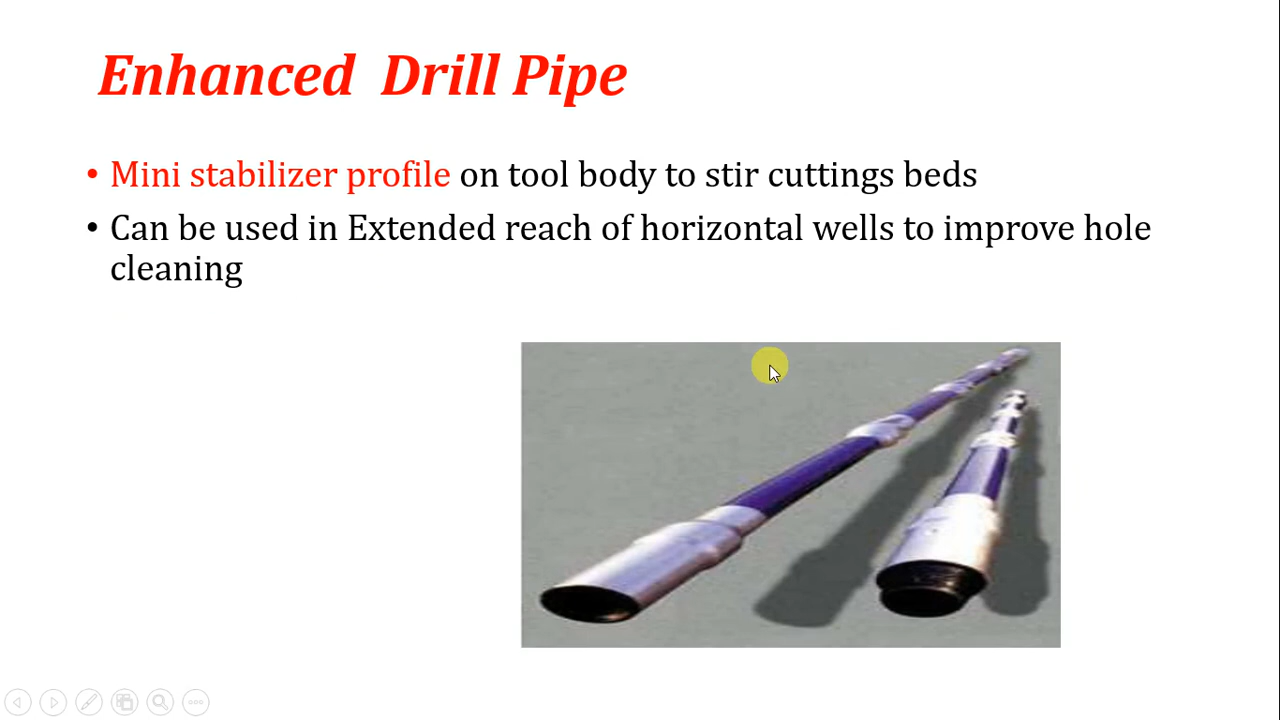 Enhanced Drill Pipe
• Mini stabilizer profile on tool body to stir cuttings beds
• Can be used in Extended reach of horizontal wells to improve hole
cleaning